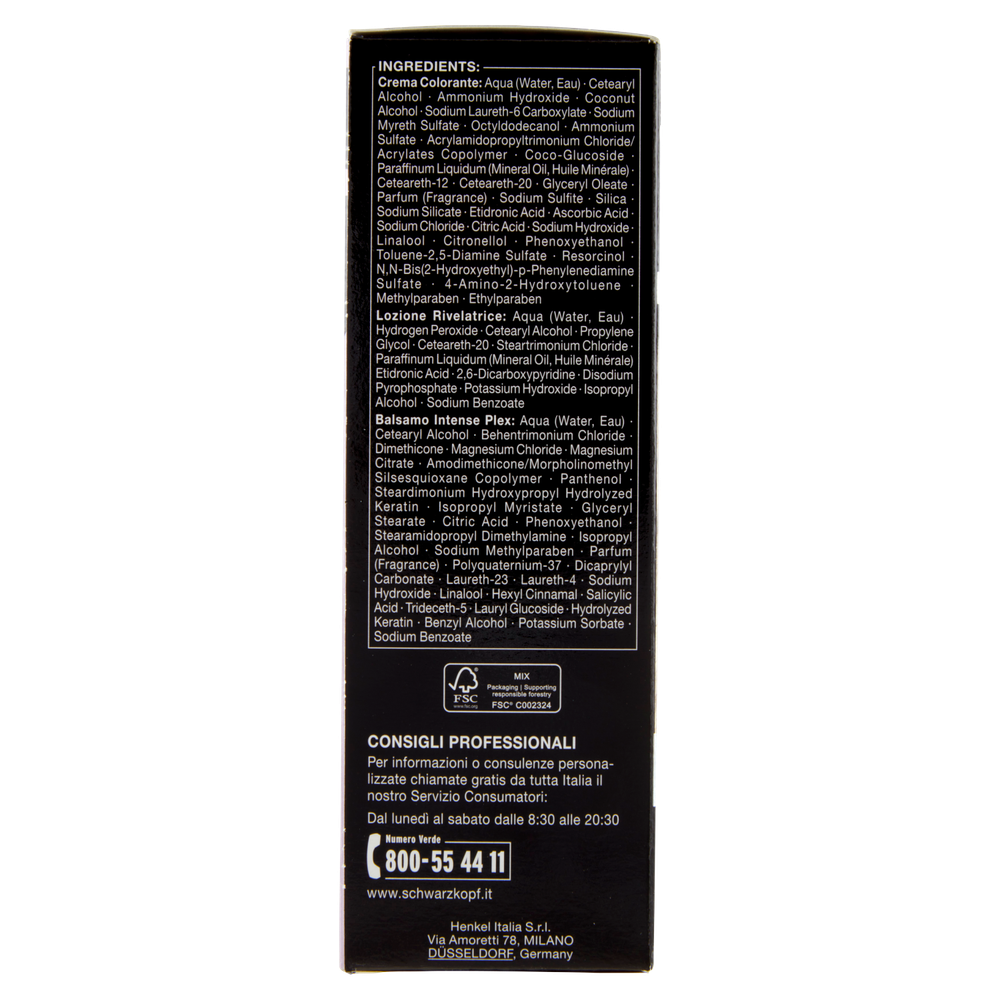 INGREDIENTS:
Crema Colorante: Aqua (Water, Eau) · Cetearyl
Alcohol · Ammonium Hydroxide · Coconut
Alcohol · Sodium Laureth-6 Carboxylate · Sodium
Myreth Sulfate · Octyldodecanol · Ammonium
Sulfate · Acrylamidopropyltrimonium Chloride/
Acrylates Copolymer · Coco-Glucoside ·
Paraffinum Liquidum (Mineral Oil, Huile Minérale) ·
Ceteareth-12 · Ceteareth-20 · Glyceryl Oleate ·
Parfum (Fragrance) · Sodium Sulfite · Silica ·
Sodium Silicate · Etidronic Acid · Ascorbic Acid ·
Sodium Chloride · Citric Acid · Sodium Hydroxide ·
Linalool · Citronellol · Phenoxyethanol ·
Toluene-2,5-Diamine Sulfate · Resorcinol ·
N,N-Bis(2-Hydroxyethyl)-p-Phenylenediamine
Sulfate · 4-Amino-2-Hydroxytoluene ·
Methylparaben · Ethylparaben
Lozione Rivelatrice: Aqua (Water, Eau) ·
Hydrogen Peroxide · Cetearyl Alcohol · Propylene
Glycol · Ceteareth-20 · Steartrimonium Chloride ·
Paraffinum Liquidum (Mineral Oil, Huile Minérale)
Etidronic Acid · 2,6-Dicarboxypyridine · Disodium
Pyrophosphate · Potassium Hydroxide · Isopropyl
Alcohol · Sodium Benzoate
Balsamo Intense Plex: Aqua (Water, Eau) ·
Cetearyl Alcohol · Behentrimonium Chloride ·
Dimethicone · Magnesium Chloride · Magnesium
Citrate · Amodimethicone/Morpholinomethyl
Silsesquioxane Copolymer · Panthenol ·
Steardimonium Hydroxypropyl Hydrolyzed
Keratin · Isopropyl Myristate · Glyceryl
Stearate · Citric Acid · Phenoxyethanol ·
Stearamidopropyl Dimethylamine · Isopropyl
Alcohol · Sodium Methylparaben · Parfum
(Fragrance) · Polyquaternium-37 · Dicaprylyl
Carbonate · Laureth-23 · Laureth-4 · Sodium
Hydroxide · Linalool · Hexyl Cinnamal · Salicylic
Acid · Trideceth-5 · Lauryl Glucoside · Hydrolyzed
Keratin · Benzyl Alcohol · Potassium Sorbate ·
Sodium Benzoate
FSC
www.fsc.org
MIX
Packaging | Supporting
responsible forestry
FSC® C002324
CONSIGLI PROFESSIONALI
Per informazioni o consulenze persona-
lizzate chiamate gratis da tutta Italia il
nostro Servizio Consumatori:
Dal lunedì al sabato dalle 8:30 alle 20:30
Numero Verde
800-55 44 11
www.schwarzkopf.it
Henkel Italia S.r.l.
Via Amoretti 78, MILANO
DÜSSELDORF, Germany